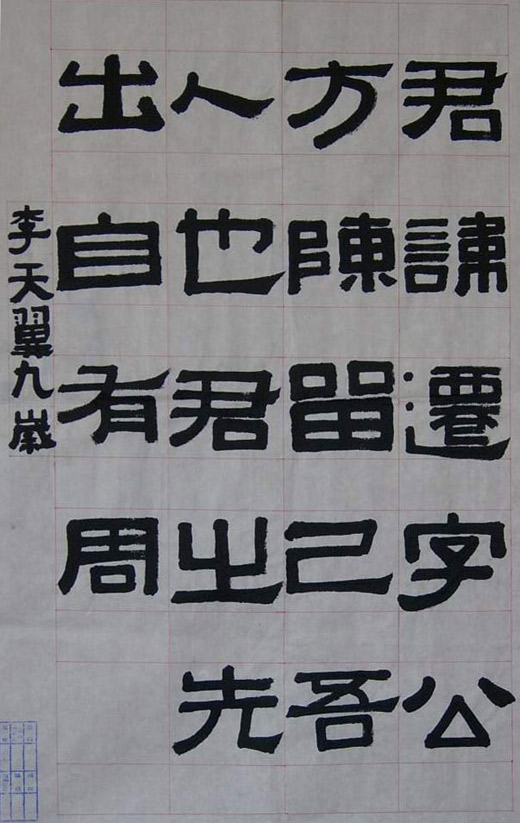 君諱遷字公
方陳留己吾
人也君之先
出自有周
李天翼九歲